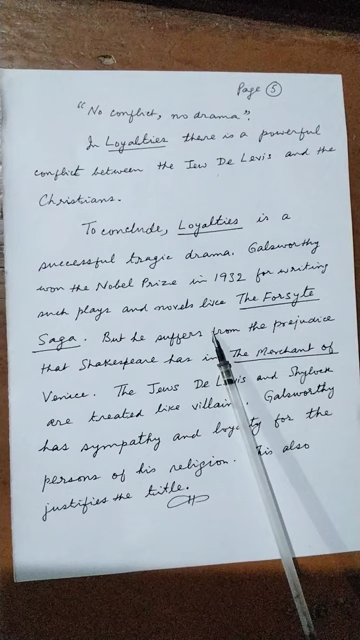 Page 5
"No conflict, no drama".
In Loyalties there is a powerful
conflict between the Jew De Levis and the
Christians.
To conclude, Loyalties is a
successful tragic drama. Galsworthy
won the Nobel Prize in 1932 for writing
such plays and novels like The Forsyte
Saga. But he suffers from the prejudice
that Shakespeare has in The Merchant of
Venice. The Jews De Levis and Shylock
are treated like villain. Galsworthy
has sympathy and loyalty for the
persons of his religion. This also
justifies the title.